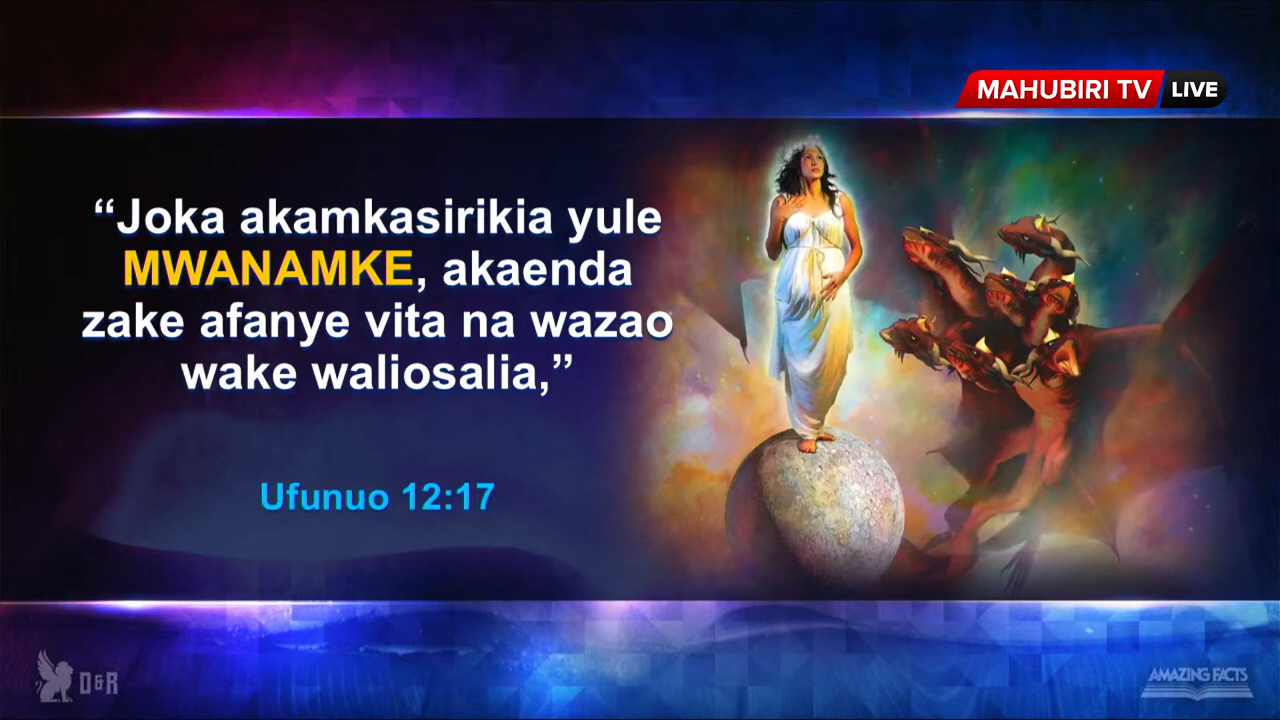 MAHUBIRI TV LIVE
“Joka akamkasirikia yule
MWANAMKE, akaenda
zake afanye vita na wazao
wake waliosalia,”
Ufunuo 12:17
D&R
AMAZING FACTS